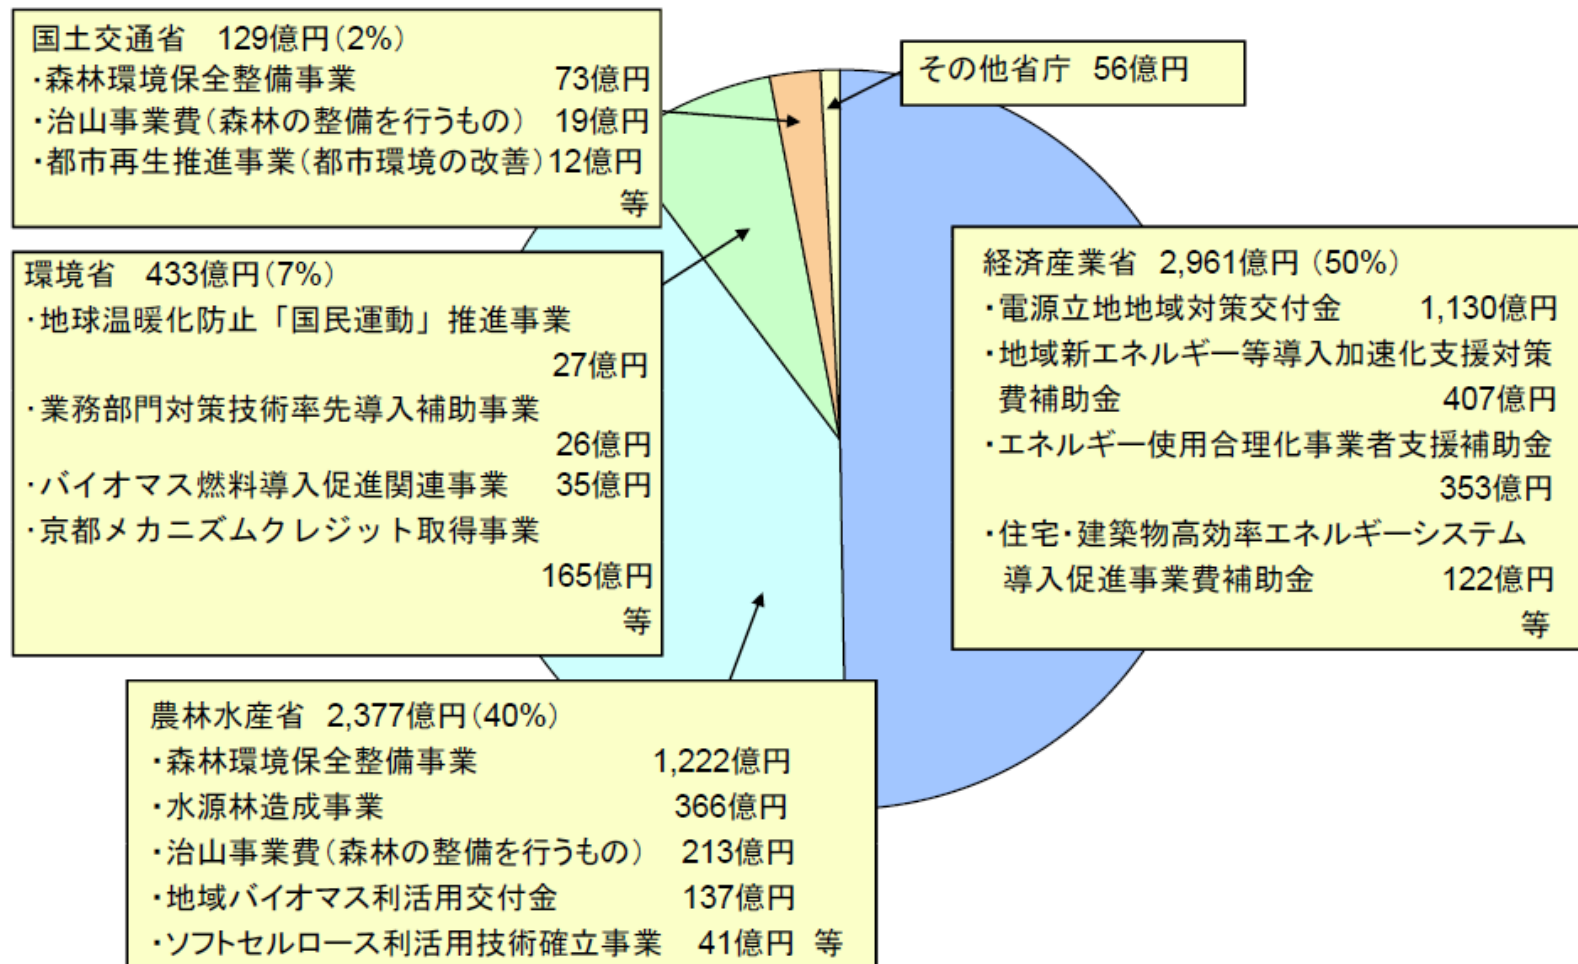 国土交通省 129億円(2%)
・森林環境保全整備事業 73億円
・治山事業費(森林の整備を行うもの) 19億円
・都市再生推進事業(都市環境の改善)12億円
等
その他省庁 56億円
環境省 433億円(7%)
・地球温暖化防止「国民運動」推進事業
27億円
・業務部門対策技術率先導入補助事業
26億円
・バイオマス燃料導入促進関連事業 35億円
・京都メカニズムクレジット取得事業
165億円
等
経済産業省 2,961億円(50%)
・電源立地地域対策交付金 1,130億円
・地域新エネルギー等導入加速化支援対策
費補助金 407億円
・エネルギー使用合理化事業者支援補助金
353億円
・住宅・建築物高効率エネルギーシステム
導入促進事業費補助金 122億円
等
農林水産省 2,377億円(40%)
・森林環境保全整備事業 1,222億円
・水源林造成事業 366億円
・治山事業費(森林の整備を行うもの) 213億円
・地域バイオマス利活用交付金 137億円
・ソフトセルロース利活用技術確立事業 41億円 等